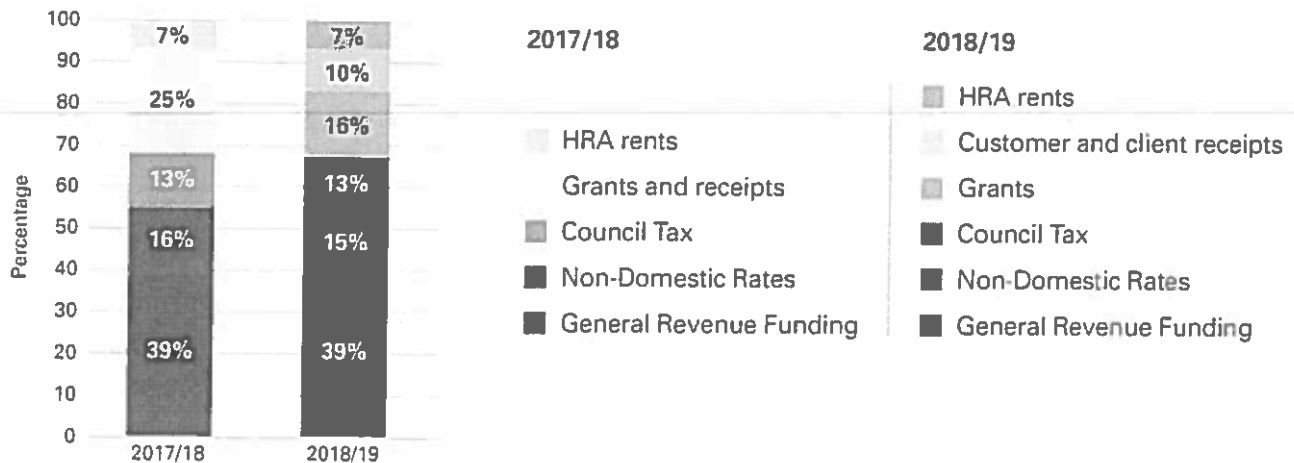 100
90
80
70
60
50
40
30
20
10
0
Percentage
7%
25%
13%
16%
39%
2017/18
7%
10%
16%
13%
15%
39%
2018/19
2017/18
HRA rents
Grants and receipts
Council Tax
Non-Domestic Rates
General Revenue Funding
2018/19
HRA rents
Customer and client receipts
Grants
Council Tax
Non-Domestic Rates
General Revenue Funding